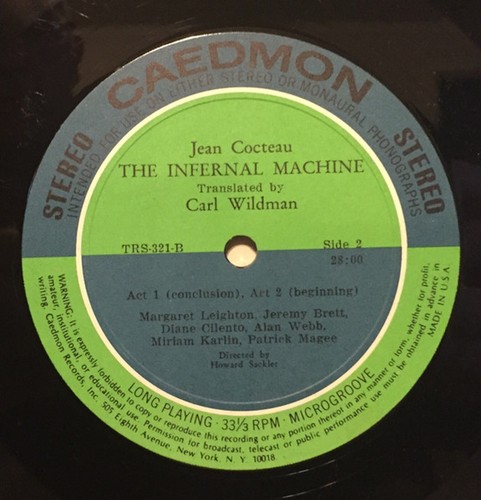 CAEDMON
INTENDED FOR USE ON EITHER STEREO OR MONAURAL PHONOGRAPHS
STEREO
STEREO
Jean Cocteau
THE INFERNAL MACHINE
Translated by
Carl Wildman
TRS-321-B
Side 2
28:00
Act 1 (conclusion), Act 2 (beginning)
Margaret Leighton, Jeremy Brett,
Diane Cilento, Alan Webb,
Miriam Karlin, Patrick Magee
Directed by
Howard Sackler
LONG PLAYING · 33⅓ RPM · MICROGROOVE
WARNING: It is expressly forbidden to copy or reproduce this recording or any portion thereof in any manner or form, whether for profit,
amateur, institutional, or educational use. Permission for broadcast, telecast or public performance use must be obtained in advance in
writing. Caedmon Records, Inc. 505 Eighth Avenue, New York, N. Y. 10018.
MADE IN U.S.A.